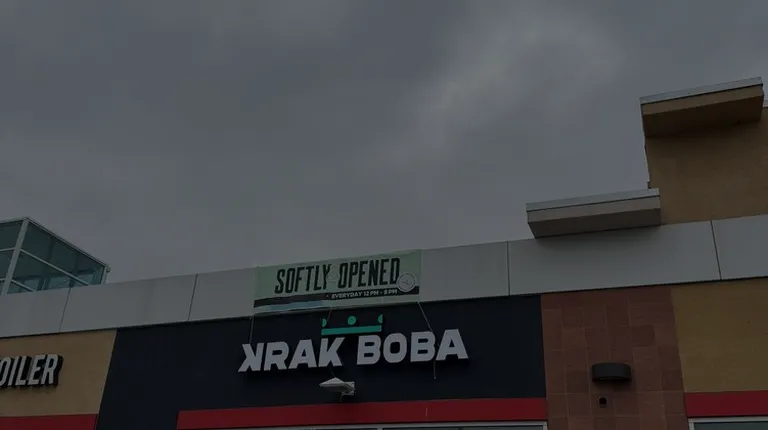 SOFTLY OPENED
EVERYDAY 12 PM - 8 PM
KRAK BOBA
OILER